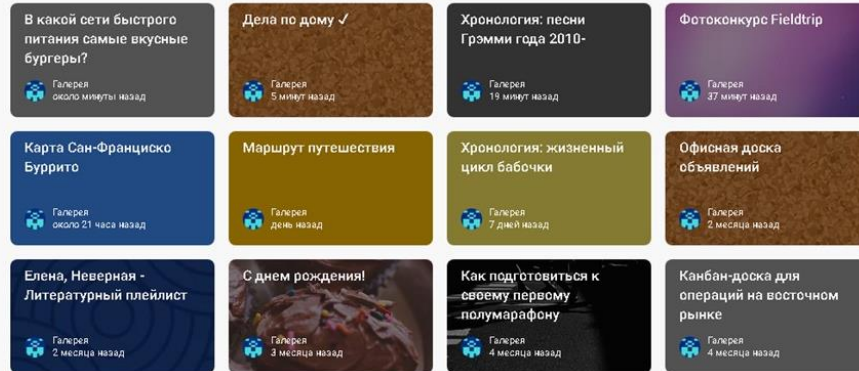 В какой сети быстрого
питания самые вкусные
бургеры?
Галерея
около минуты назад
Дела по дому ✓
Галерея
5 минут назад
Хронология: песни
Грэмми года 2010-
Галерея
19 минут назад
Фотоконкурс Fieldtrip
Галерея
37 минут назад
Карта Сан-Франциско
Буррито
Галерея
около 21 часа назад
Маршрут путешествия
Галерея
день назад
Хронология: жизненный
цикл бабочки
Галерея
7 дней назад
Офисная доска
объявлений
Галерея
2 месяца назад
Елена, Неверная -
Литературный плейлист
Галерея
2 месяца назад
С днем рождения!
Галерея
3 месяца назад
Как подготовиться к
своему первому
полумарафону
Галерея
4 месяца назад
Канбан-доска для
операций на восточном
рынке
Галерея
4 месяца назад